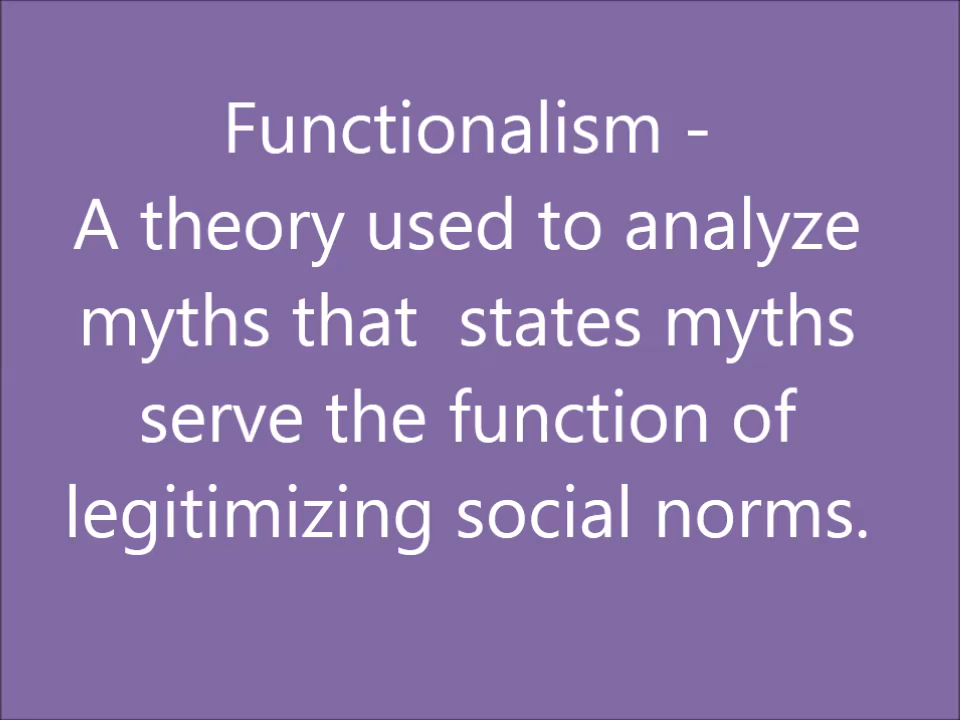 Functionalism -
A theory used to analyze
myths that  states myths
serve the function of
legitimizing social norms.